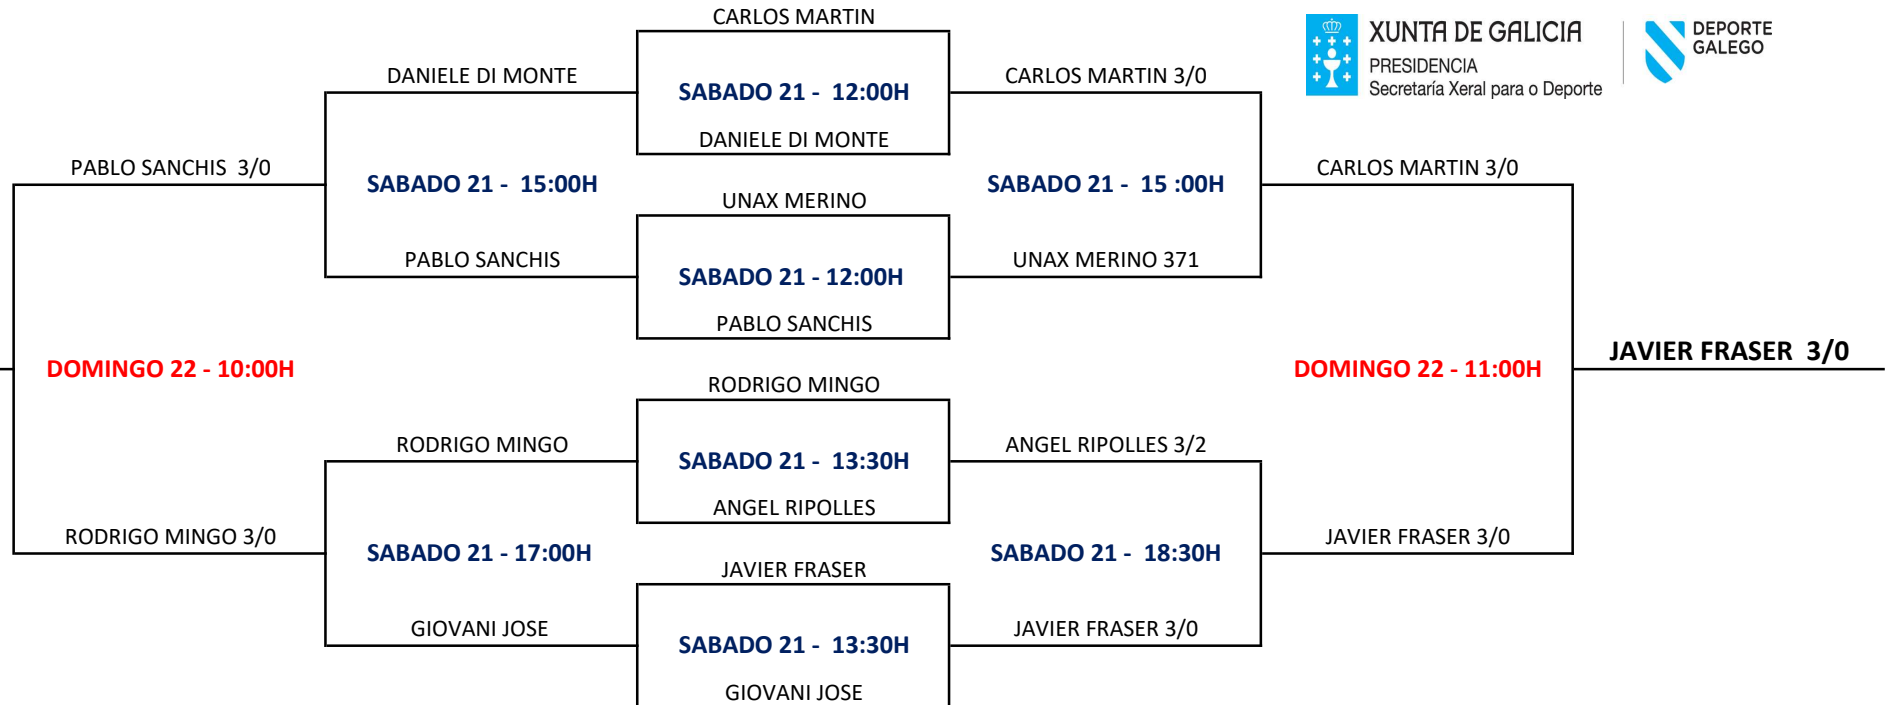 CARLOS MARTIN
XUNTA DE GALICIA
PRESIDENCIA
Secretaría Xeral para o Deporte
DEPORTE
GALEGO
DANIELE DI MONTE
SABADO 21 - 12:00H
CARLOS MARTIN 3/0
DANIELE DI MONTE
PABLO SANCHIS 3/0
SABADO 21 - 15:00H
SABADO 21 - 15 :00H
CARLOS MARTIN 3/0
UNAX MERINO
PABLO SANCHIS
SABADO 21 - 12:00H
UNAX MERINO 371
PABLO SANCHIS
DOMINGO 22 - 10:00H
DOMINGO 22 - 11:00H
JAVIER FRASER 3/0
RODRIGO MINGO
RODRIGO MINGO
SABADO 21 - 13:30H
ANGEL RIPOLLES 3/2
ANGEL RIPOLLES
RODRIGO MINGO 3/0
SABADO 21 - 17:00H
SABADO 21 - 18:30H
JAVIER FRASER 3/0
JAVIER FRASER
GIOVANI JOSE
SABADO 21 - 13:30H
JAVIER FRASER 3/0
GIOVANI JOSE